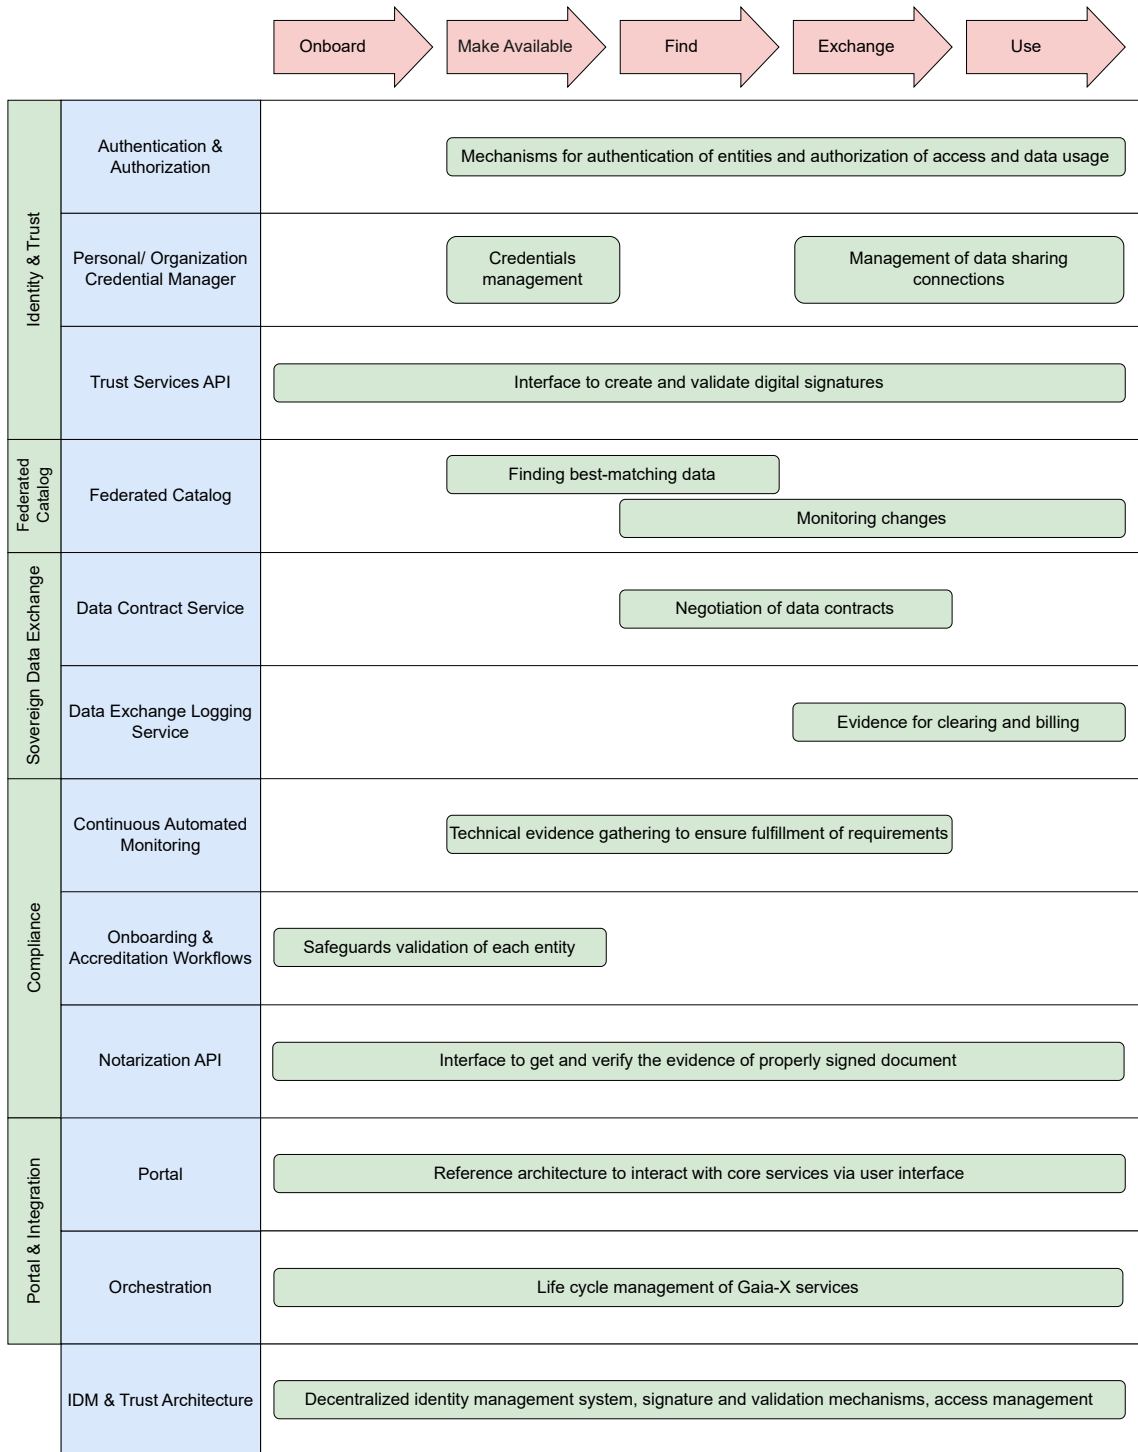 Onboard
Make Available
Find
Exchange
Use
Identity & Trust
Authentication &
Authorization
Mechanisms for authentication of entities and authorization of access and data usage
Personal/ Organization
Credential Manager
Credentials
management
Management of data sharing
connections
Trust Services API
Interface to create and validate digital signatures
Federated
Catalog
Federated Catalog
Finding best-matching data
Monitoring changes
Sovereign Data Exchange
Data Contract Service
Negotiation of data contracts
Data Exchange Logging
Service
Evidence for clearing and billing
Compliance
Continuous Automated
Monitoring
Technical evidence gathering to ensure fulfillment of requirements
Onboarding &
Accreditation Workflows
Safeguards validation of each entity
Notarization API
Interface to get and verify the evidence of properly signed document
Portal & Integration
Portal
Reference architecture to interact with core services via user interface
Orchestration
Life cycle management of Gaia-X services
IDM & Trust Architecture
Decentralized identity management system, signature and validation mechanisms, access management